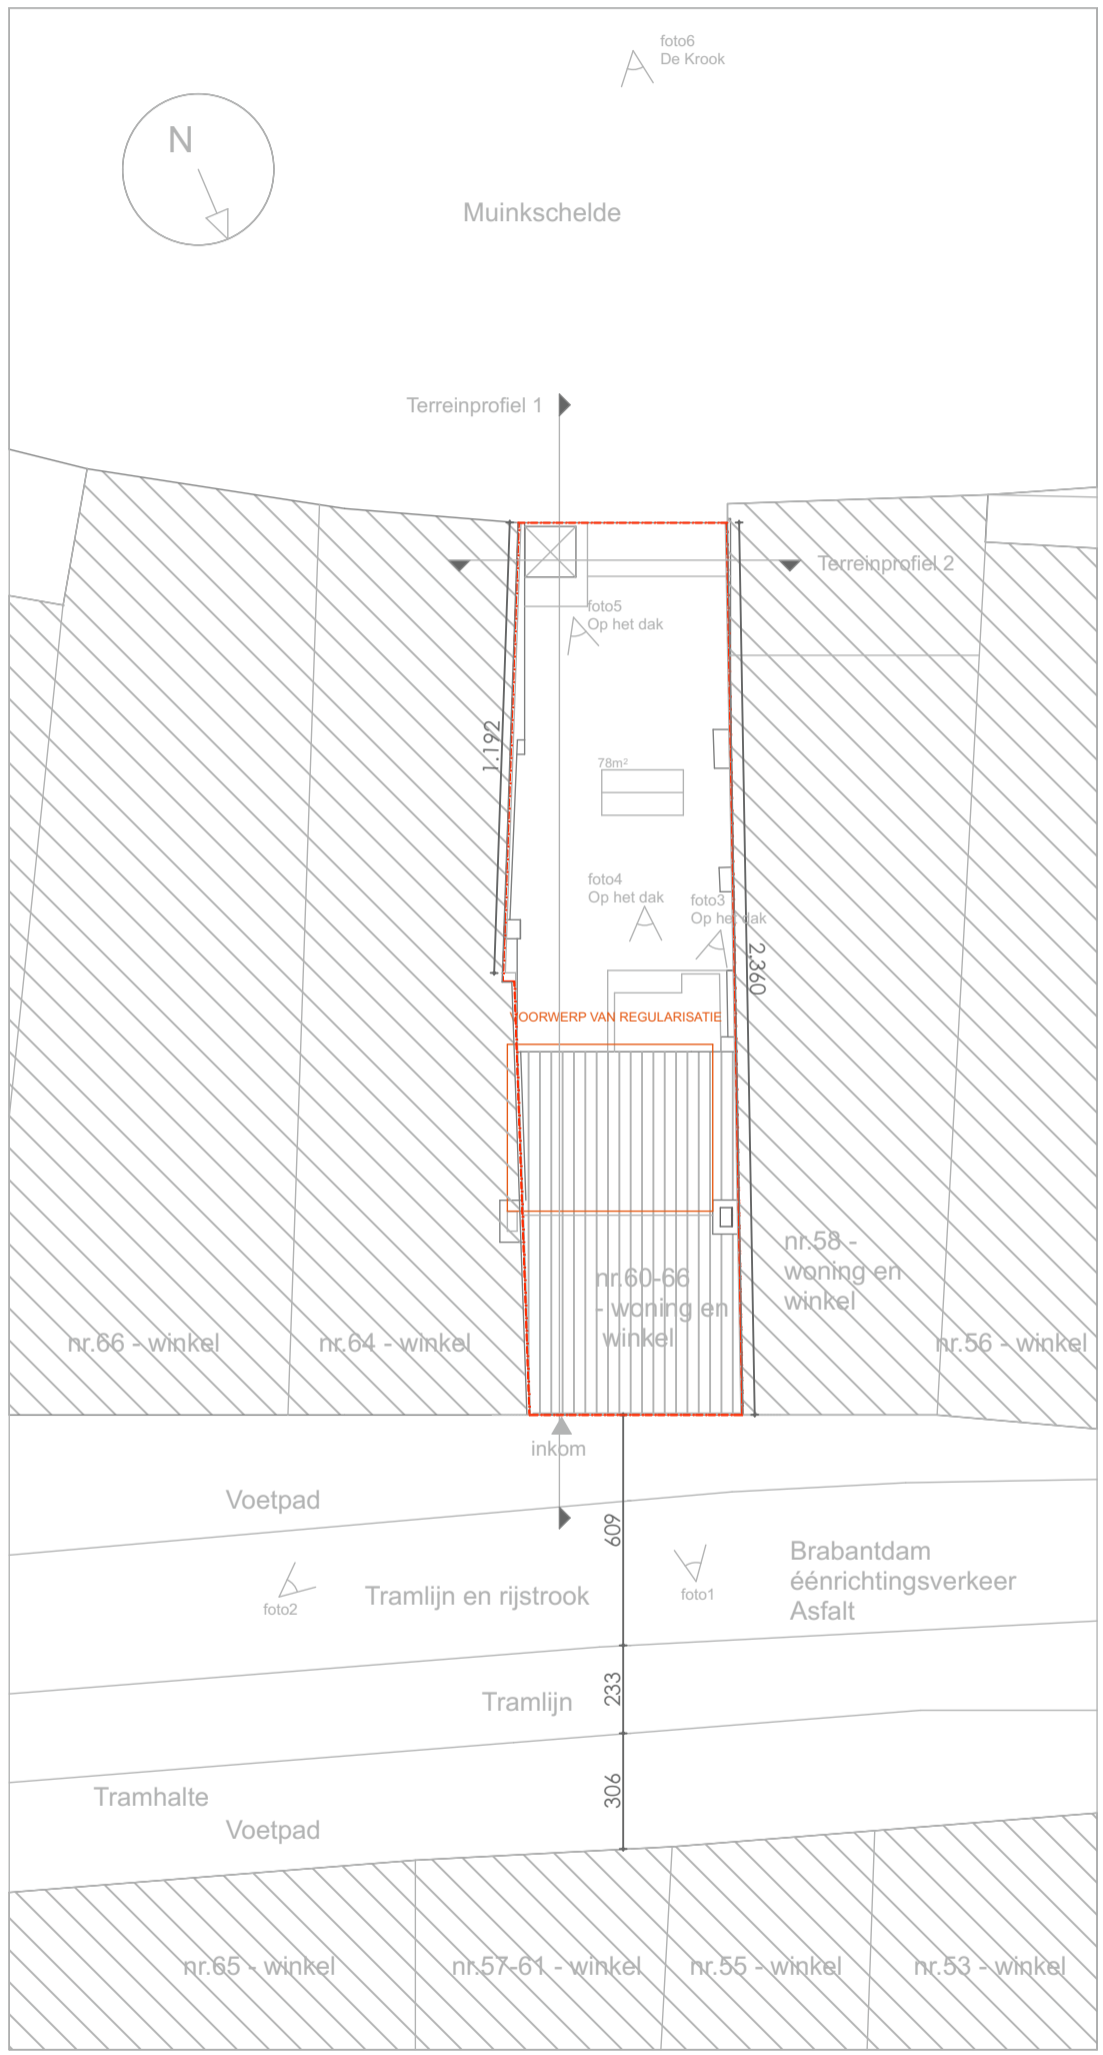 foto6
De Krook
N
Muinkschelde
Terreinprofiel 1
Terreinprofiel 2
foto5
Op het dak
1.192
78m²
foto4
Op het dak
foto3
Op het dak
2.360
VOORWERP VAN REGULARISATIE
nr.58 -
woning en
winkel
nr.60-66
- woning en
winkel
nr.66 - winkel
nr.64 - winkel
nr.56 - winkel
inkom
Voetpad
609
Brabantdam
éénrichtingsverkeer
Asfalt
Tramlijn en rijstrook
foto1
foto2
233
Tramlijn
306
Tramhalte
Voetpad
nr.65 - winkel
nr.57-61 - winkel
nr.55 - winkel
nr.53 - winkel